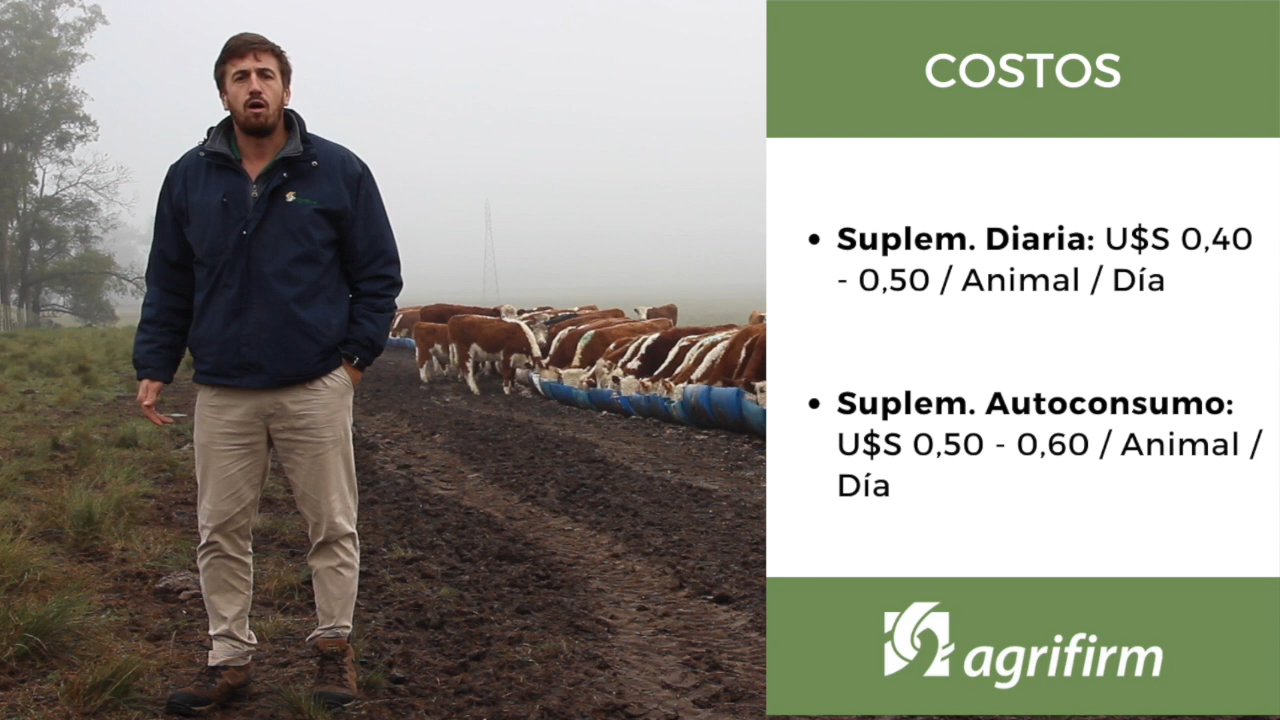 COSTOS
• Suplem. Diaria: U$S 0,40
- 0,50 / Animal / Día
• Suplem. Autoconsumo:
U$S 0,50 - 0,60 / Animal /
Día
agrifirm